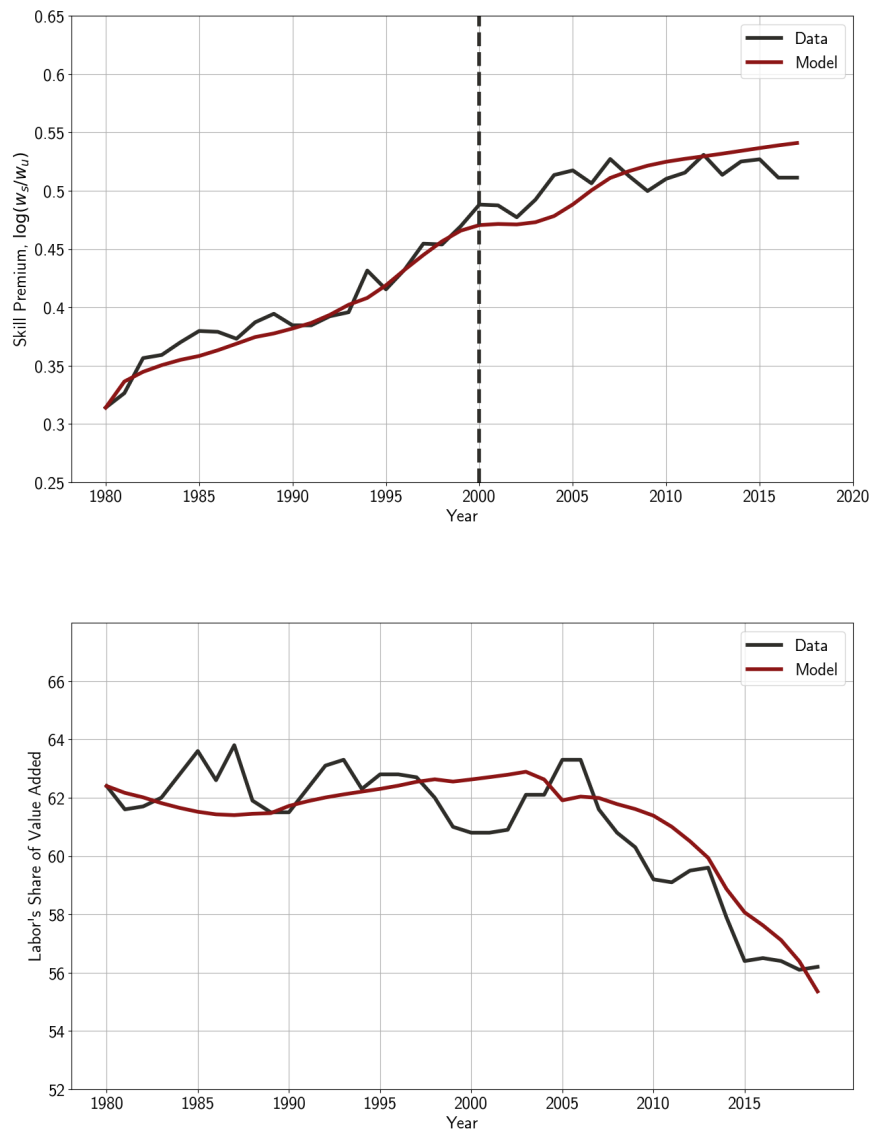 0.65
0.6
0.55
0.5
0.45
0.4
0.35
0.3
0.25
Skill Premium, log(wₛ/wᵤ)
Data
Model
1980 1985 1990 1995 2000 2005 2010 2015 2020
Year
66
64
62
60
58
56
54
52
Labor's Share of Value Added
Data
Model
1980 1985 1990 1995 2000 2005 2010 2015
Year